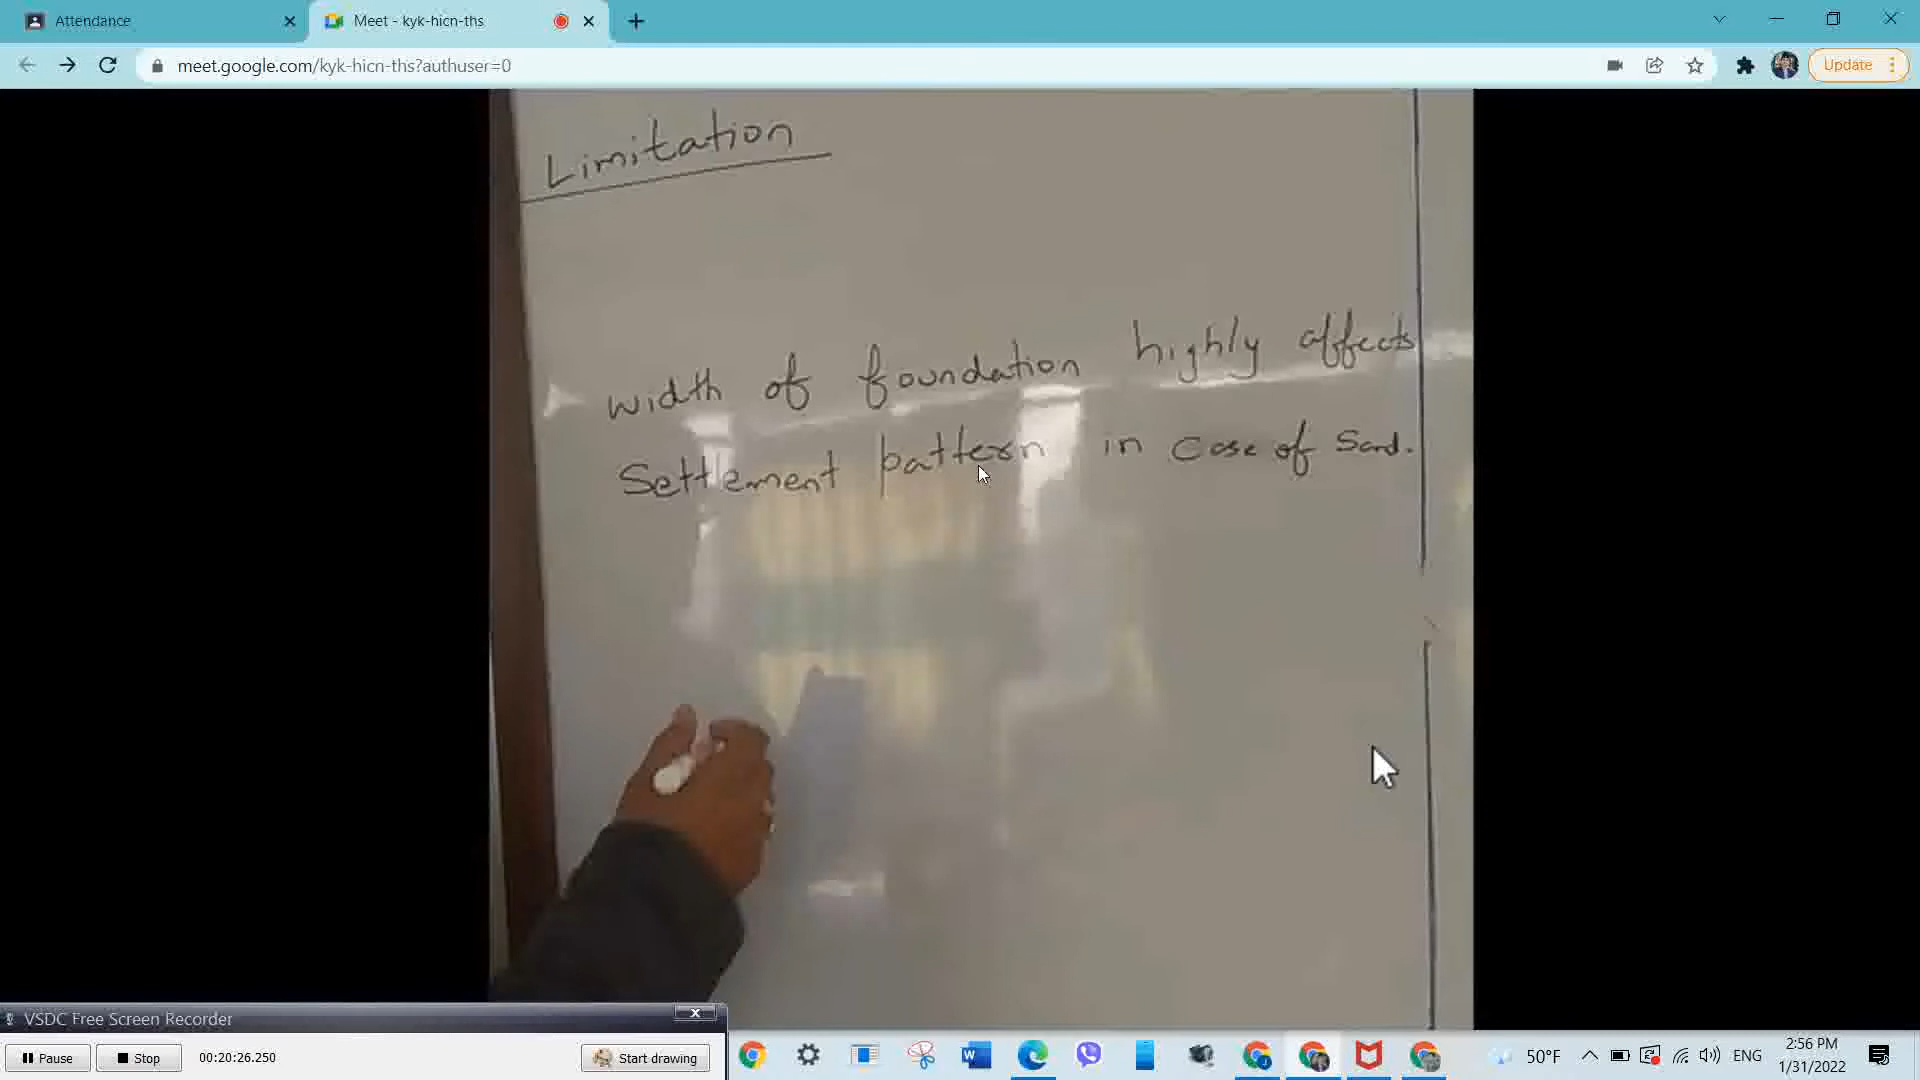 Attendance
Meet - kyk-hicn-ths
meet.google.com/kyk-hicn-ths?authuser=0
Update
Limitation
width of foundation highly affects
Settlement pattern in case of Sand.
VSDC Free Screen Recorder
x
Pause
Stop
00:20:26.250
Start drawing
50°F
ENG
2:56 PM
1/31/2022